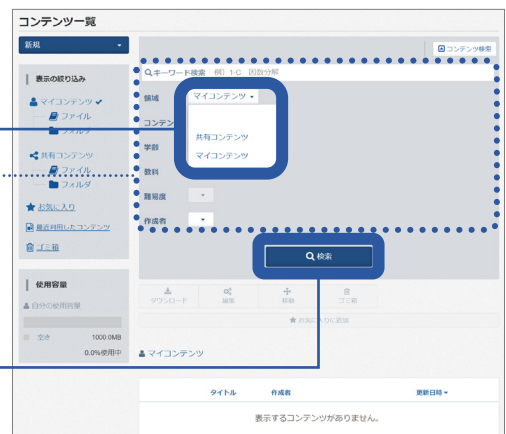 コンテンツ一覧
新規
コンテンツ検索
表示の絞り込み
マイコンテンツ
ファイル
フォルダ
共有コンテンツ
ファイル
フォルダ
お気に入り
最近利用したコンテンツ
ゴミ箱
使用容量
自分の使用容量
空き 1000.0MB
0.0%使用中
キーワード検索 例）1-C 因数分解
領域 マイコンテンツ
コンテン
共有コンテンツ
マイコンテンツ
学齢
教科
難易度
作成者
検索
ダウンロード 編集 移動 ゴミ箱
お気に入りに追加
マイコンテンツ
タイトル 作成者 更新日時
表示するコンテンツがありません。